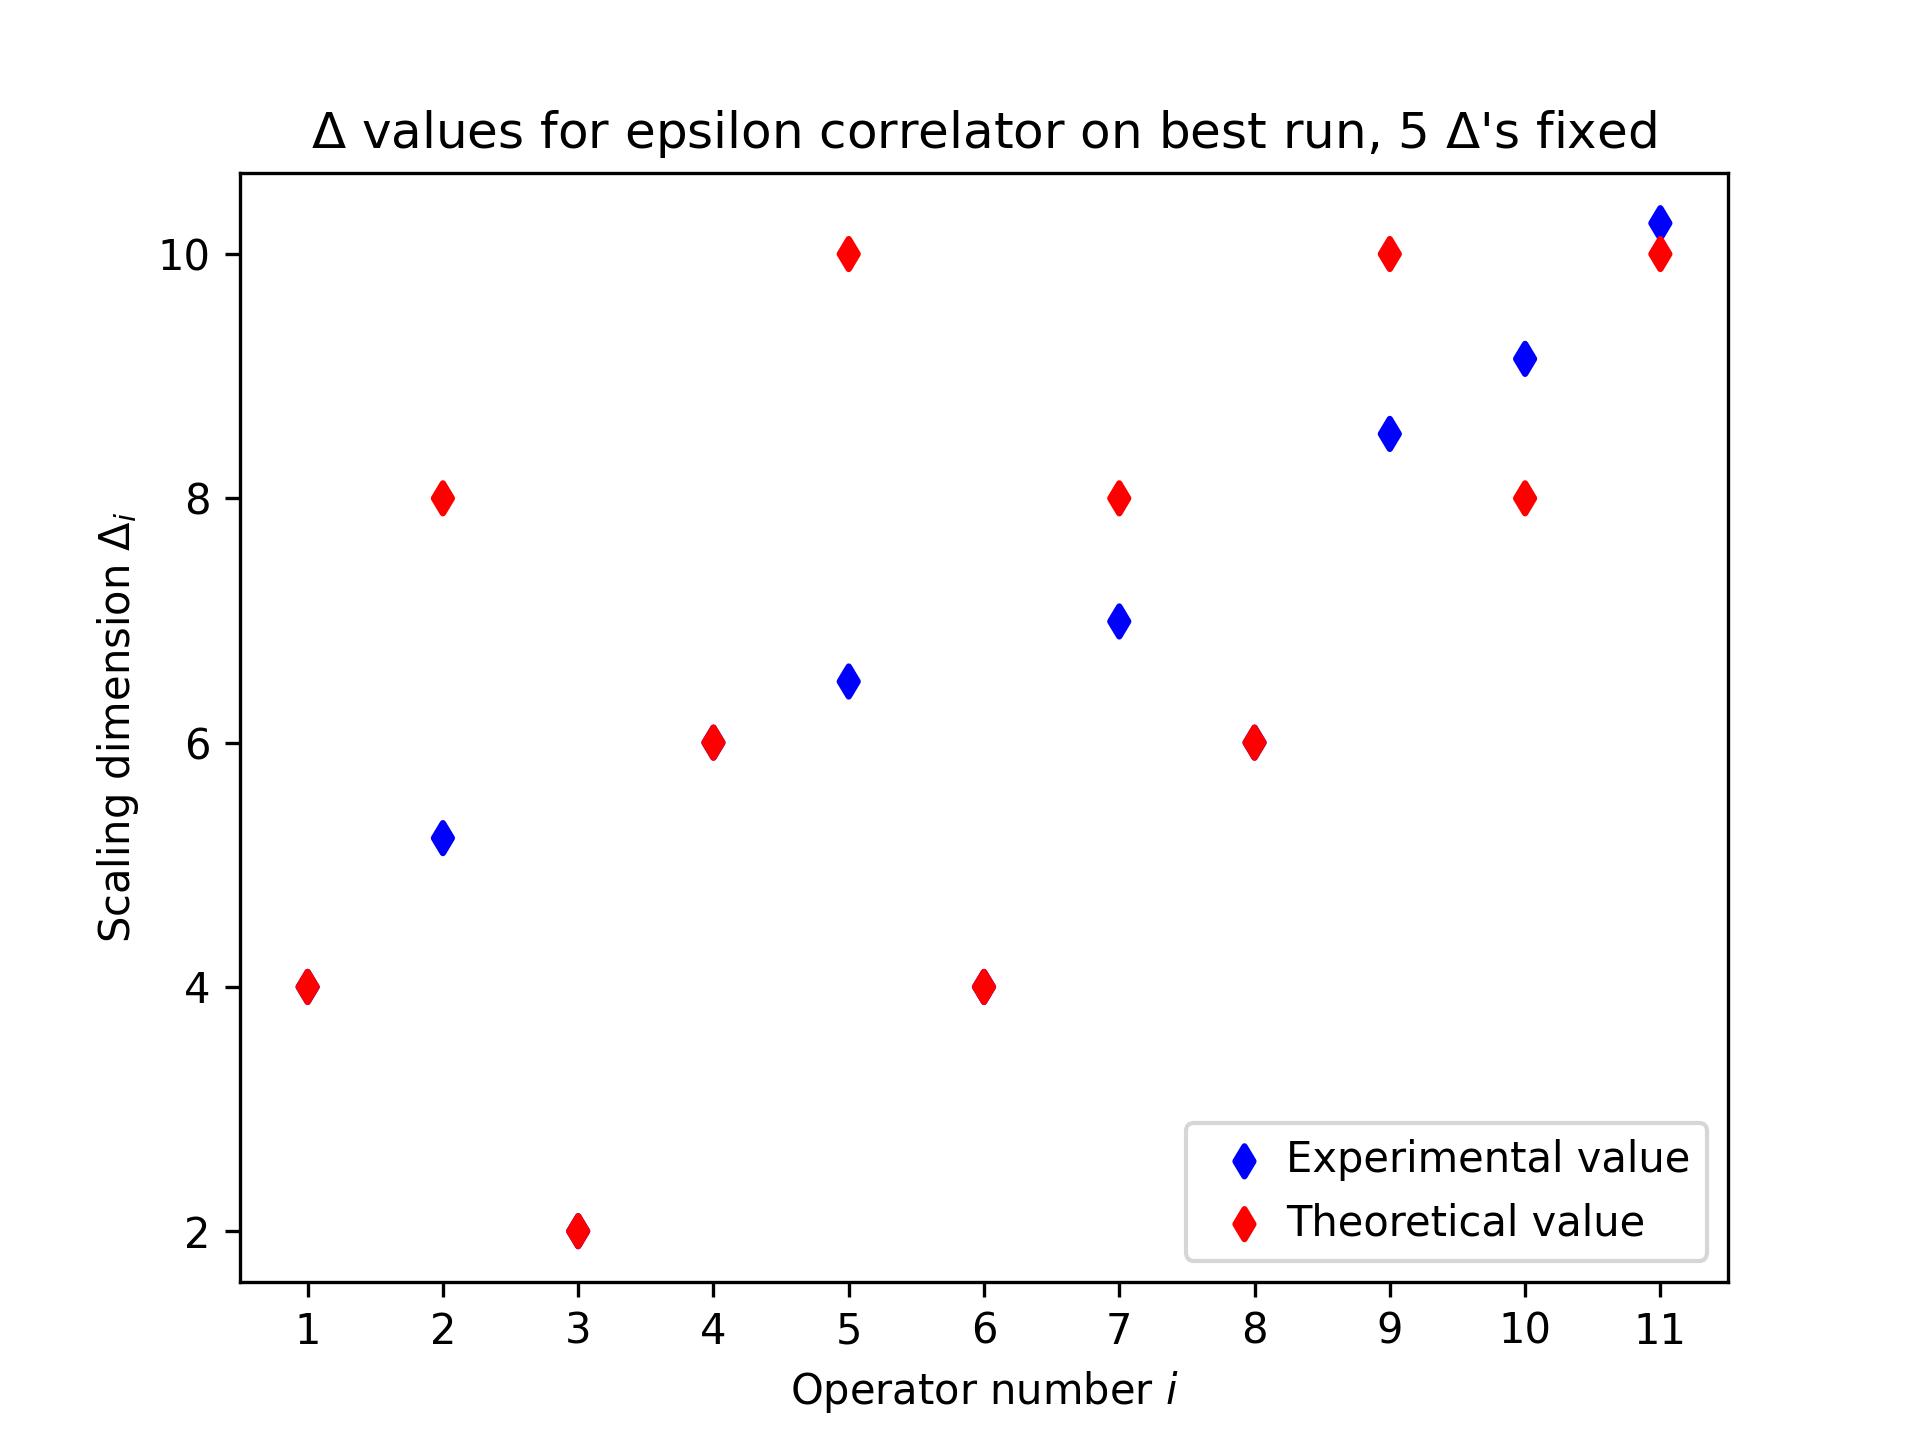 Δ values for epsilon correlator on best run, 5 Δ's fixed
10
8
6
4
2
Scaling dimension Δᵢ
Experimental value
Theoretical value
1 2 3 4 5 6 7 8 9 10 11
Operator number i